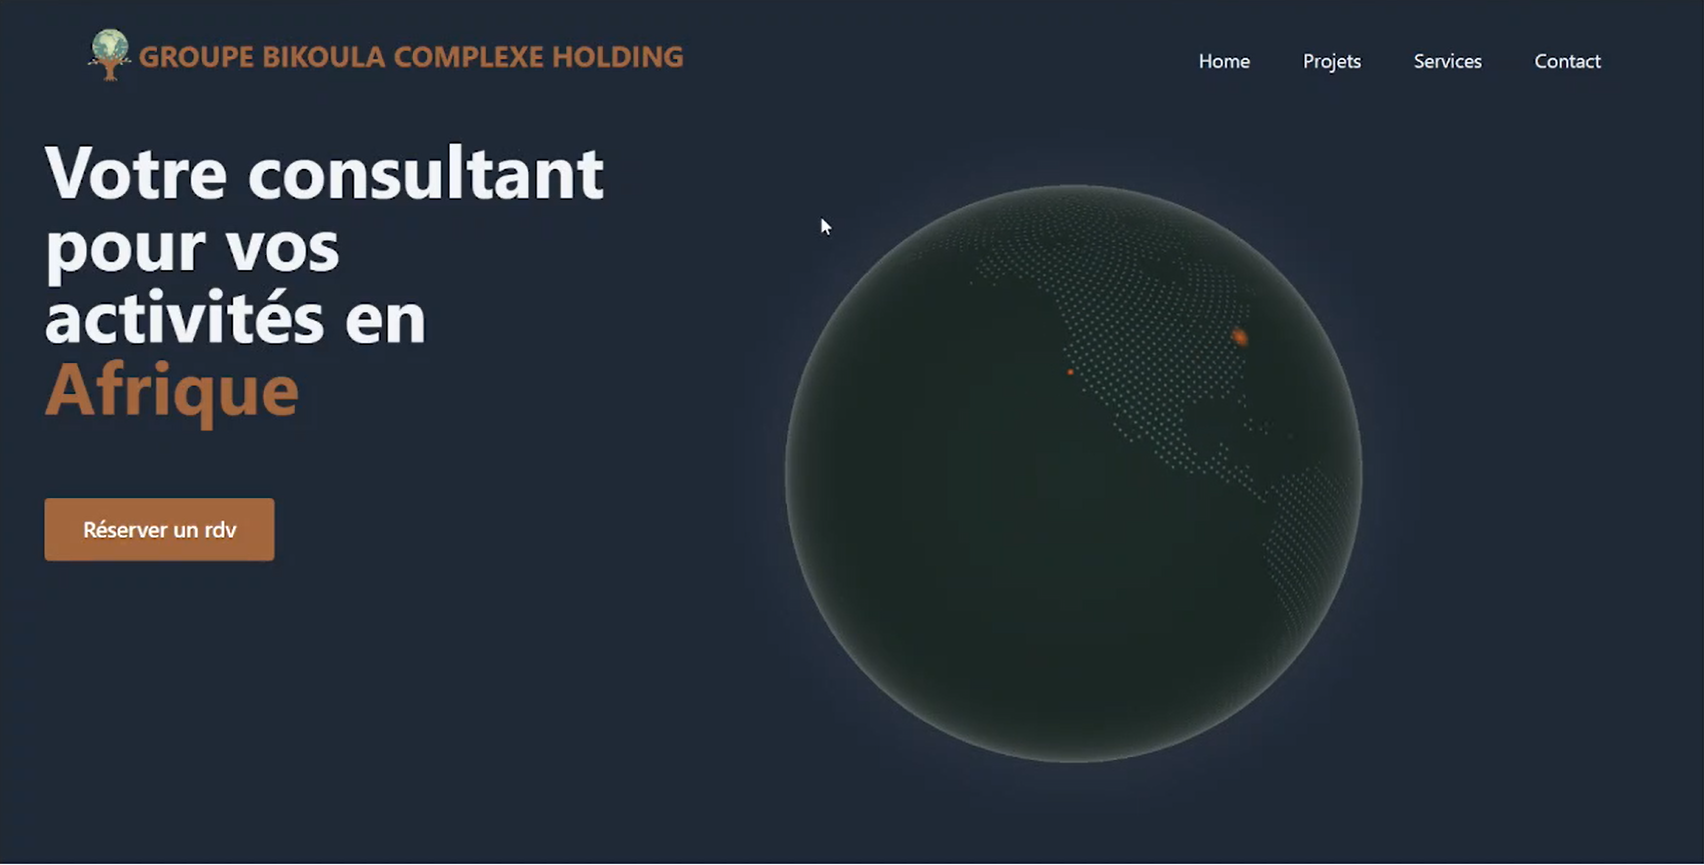 GROUPE BIKOULA COMPLEXE HOLDING
Home
Projets
Services
Contact
Votre consultant
pour vos
activités en
Afrique
Réserver un rdv